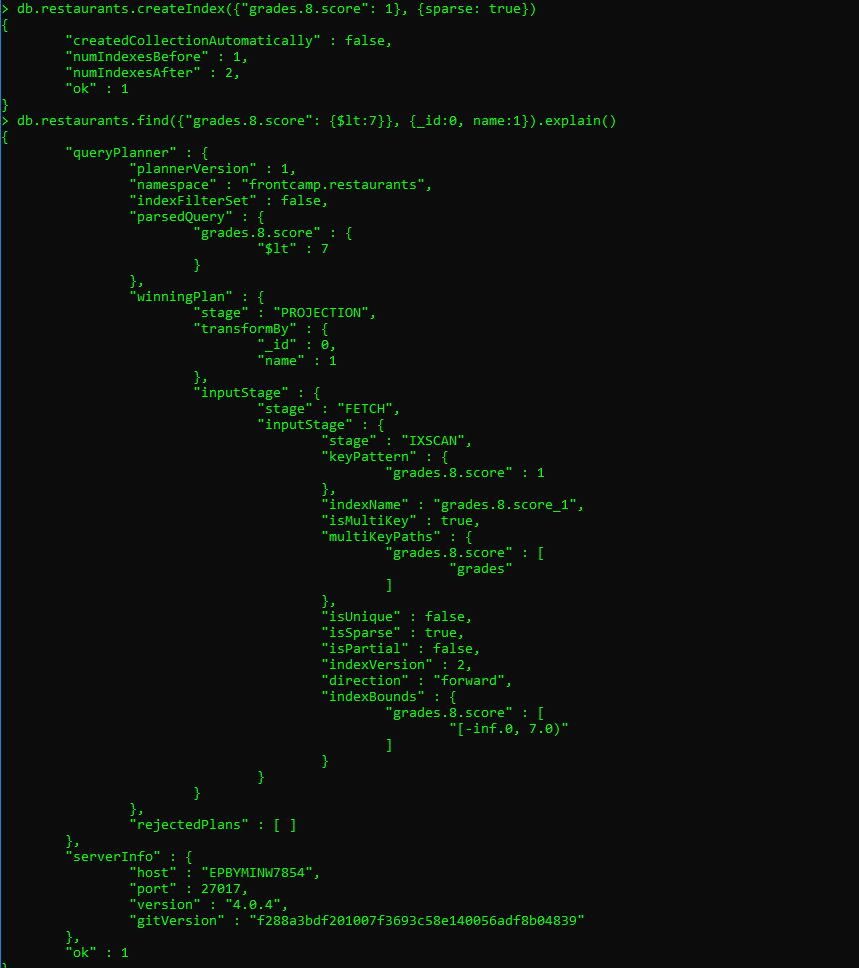 > db.restaurants.createIndex({"grades.8.score": 1}, {sparse: true})
{
        "createdCollectionAutomatically" : false,
        "numIndexesBefore" : 1,
        "numIndexesAfter" : 2,
        "ok" : 1
}
> db.restaurants.find({"grades.8.score": {$lt:7}}, {_id:0, name:1}).explain()
{
        "queryPlanner" : {
                "plannerVersion" : 1,
                "namespace" : "frontcamp.restaurants",
                "indexFilterSet" : false,
                "parsedQuery" : {
                        "grades.8.score" : {
                                "$lt" : 7
                        }
                },
                "winningPlan" : {
                        "stage" : "PROJECTION",
                        "transformBy" : {
                                "_id" : 0,
                                "name" : 1
                        },
                        "inputStage" : {
                                "stage" : "FETCH",
                                "inputStage" : {
                                        "stage" : "IXSCAN",
                                        "keyPattern" : {
                                                "grades.8.score" : 1
                                        },
                                        "indexName" : "grades.8.score_1",
                                        "isMultiKey" : true,
                                        "multiKeyPaths" : {
                                                "grades.8.score" : [
                                                        "grades"
                                                ]
                                        },
                                        "isUnique" : false,
                                        "isSparse" : true,
                                        "isPartial" : false,
                                        "indexVersion" : 2,
                                        "direction" : "forward",
                                        "indexBounds" : {
                                                "grades.8.score" : [
                                                        "[-inf.0, 7.0)"
                                                ]
                                        }
                                }
                        }
                },
                "rejectedPlans" : [ ]
        },
        "serverInfo" : {
                "host" : "EPBYMINW7854",
                "port" : 27017,
                "version" : "4.0.4",
                "gitVersion" : "f288a3bdf201007f3693c58e140056adf8b04839"
        },
        "ok" : 1
}